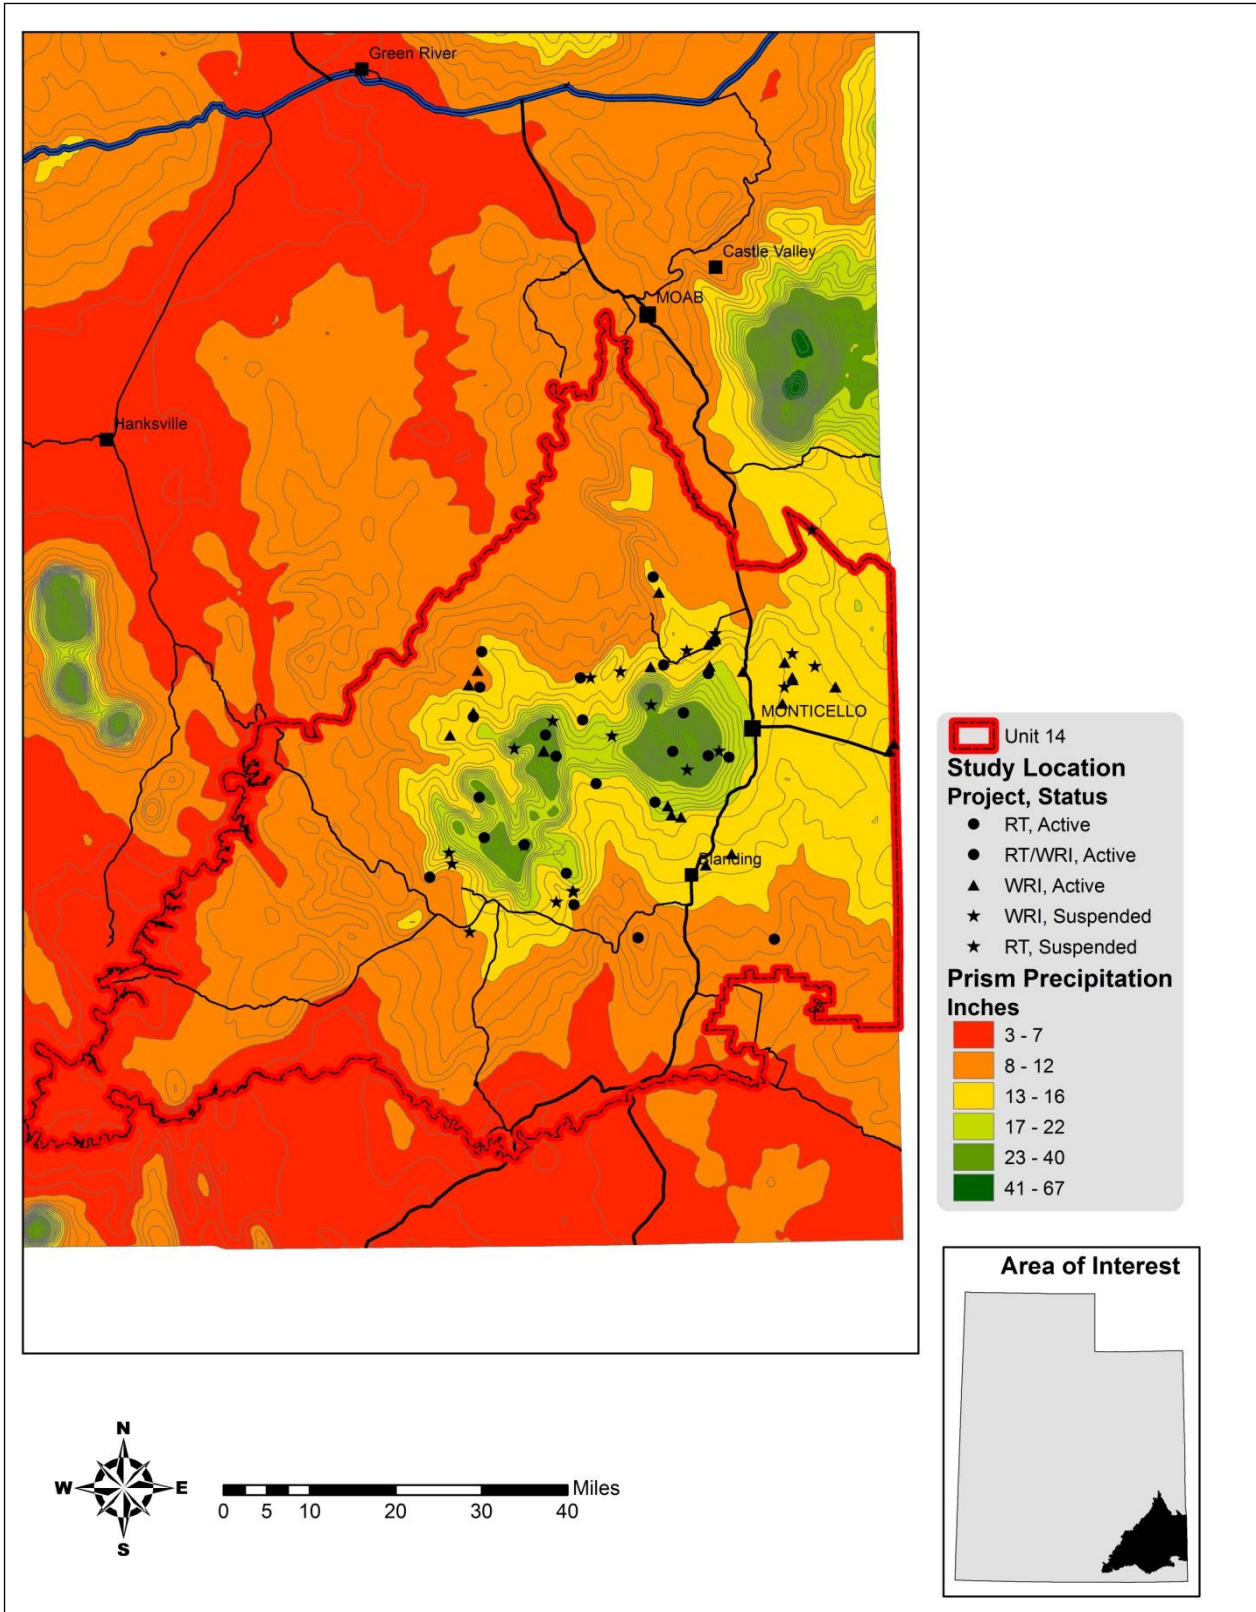 Green River
Castle Valley
MOAB
Hanksville
MONTICELLO
Blanding
Unit 14
Study Location
Project, Status
RT, Active
RT/WRI, Active
WRI, Active
WRI, Suspended
RT, Suspended
Prism Precipitation
Inches
3 - 7
8 - 12
13 - 16
17 - 22
23 - 40
41 - 67
Area of Interest
N
W E
S
Miles
0 5 10 20 30 40